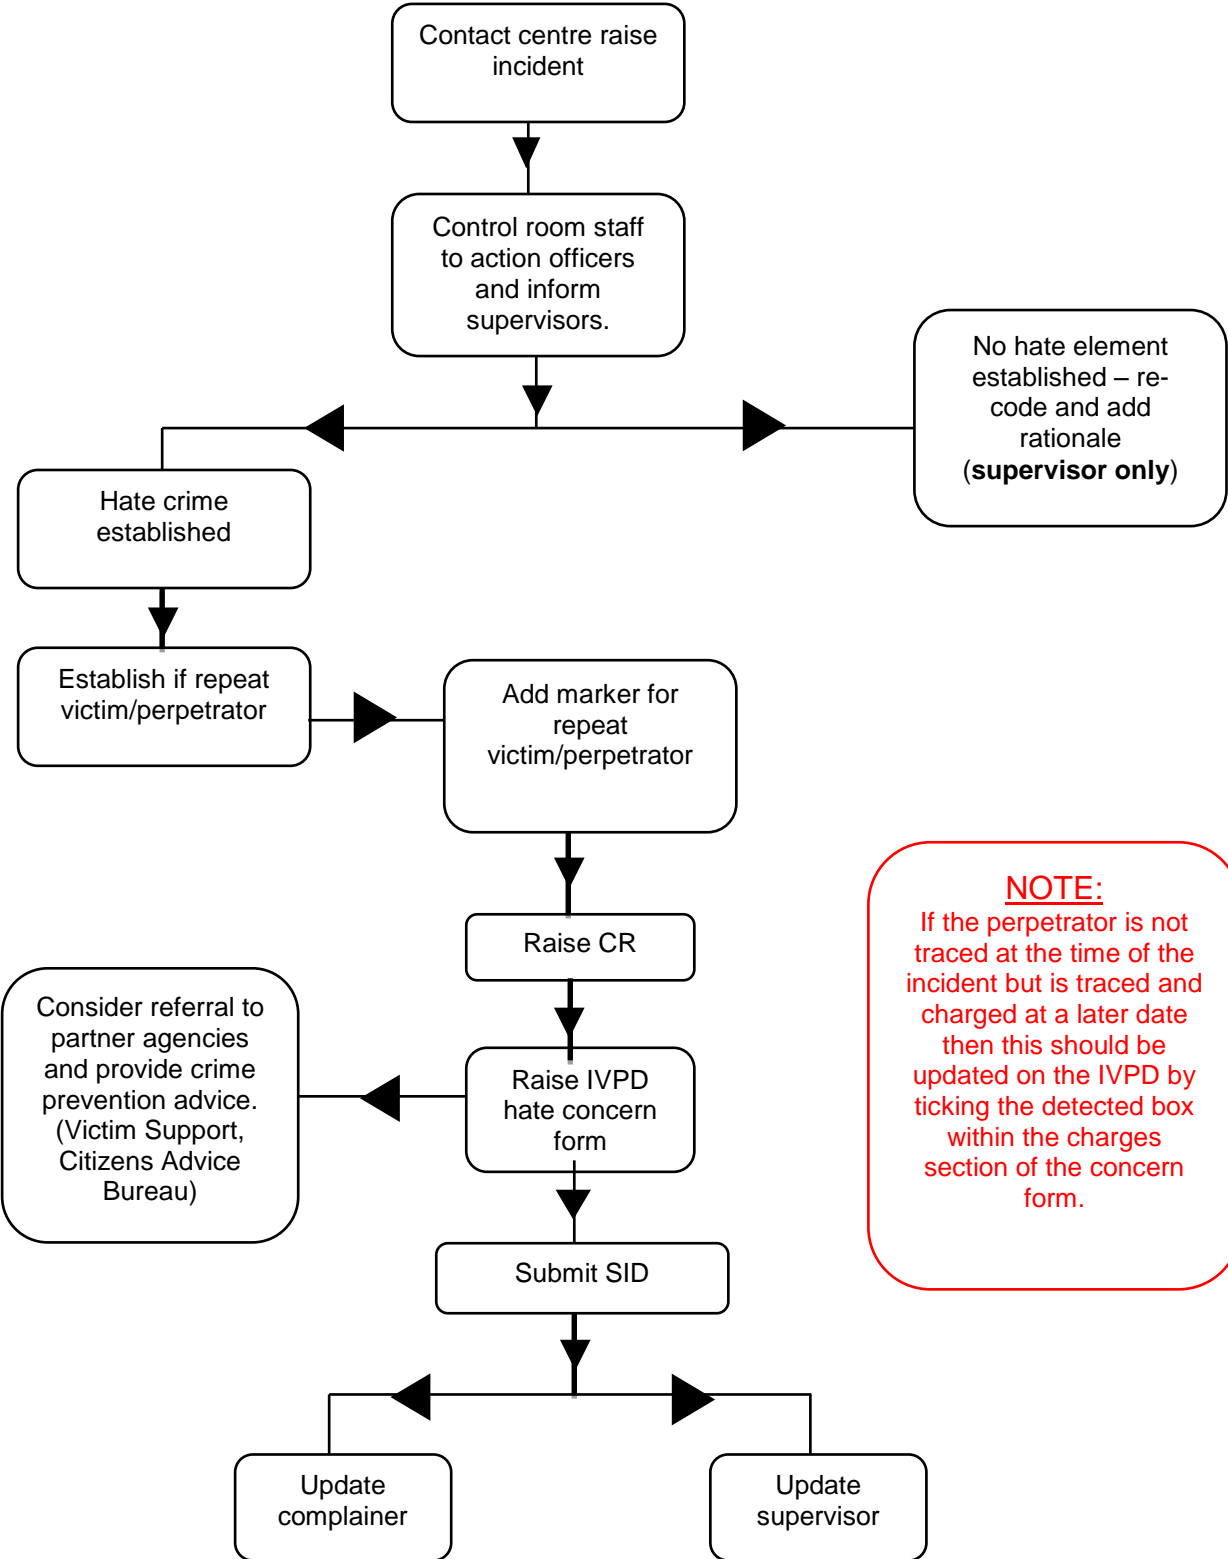 Contact centre raise
incident
Control room staff
to action officers
and inform
supervisors.
No hate element
established – re-
code and add
rationale
(supervisor only)
Hate crime
established
Establish if repeat
victim/perpetrator
Add marker for
repeat
victim/perpetrator
NOTE:
If the perpetrator is not
traced at the time of the
incident but is traced and
charged at a later date
then this should be
updated on the IVPD by
ticking the detected box
within the charges
section of the concern
form.
Raise CR
Consider referral to
partner agencies
and provide crime
prevention advice.
(Victim Support,
Citizens Advice
Bureau)
Raise IVPD
hate concern
form
Submit SID
Update
complainer
Update
supervisor